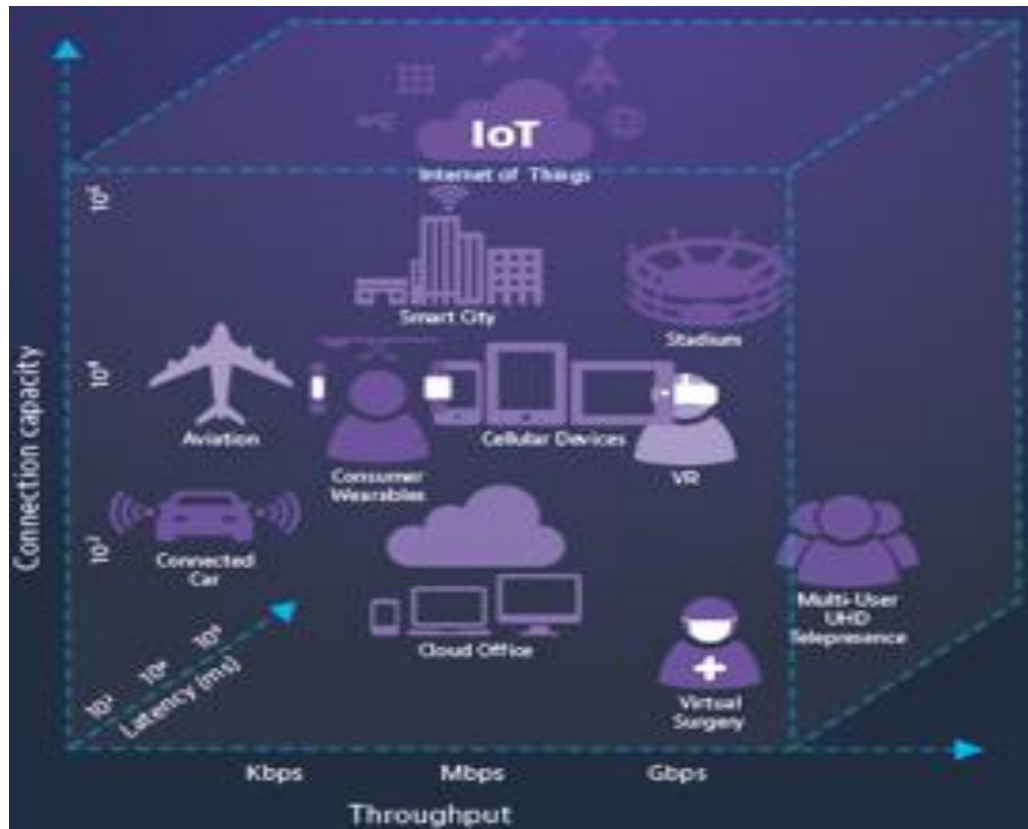 IoT
Internet of Things
Smart City
Stadium
Aviation
Cellular Devices
Consumer
Wearables
VR
Connected
Car
Cloud Office
Multi-User
UHD
Telepresence
Virtual
Surgery
Connection capacity
Latency (ms)
Kbps
Mbps
Gbps
Throughput